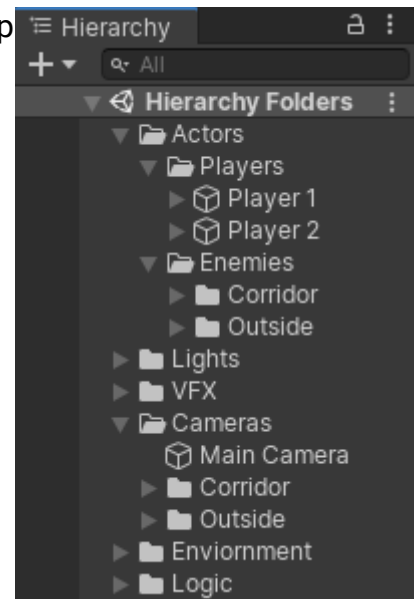 p
Hierarchy
All
Hierarchy Folders
Actors
Players
Player 1
Player 2
Enemies
Corridor
Outside
Lights
VFX
Cameras
Main Camera
Corridor
Outside
Enviornment
Logic